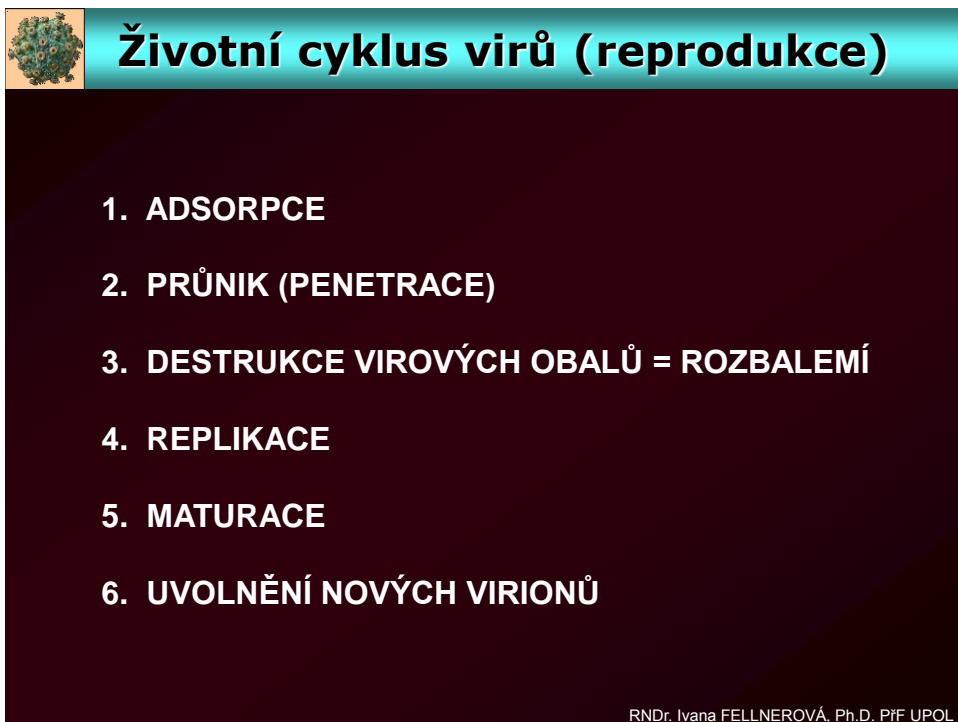 Životní cyklus virů (reprodukce)
1. ADSORPCE
2. PRŮNIK (PENETRACE)
3. DESTRUKCE VIROVÝCH OBALŮ = ROZBALEMÍ
4. REPLIKACE
5. MATURACE
6. UVOLNĚNÍ NOVÝCH VIRIONŮ
RNDr. Ivana FELLNEROVÁ, Ph.D. PřF UPOL